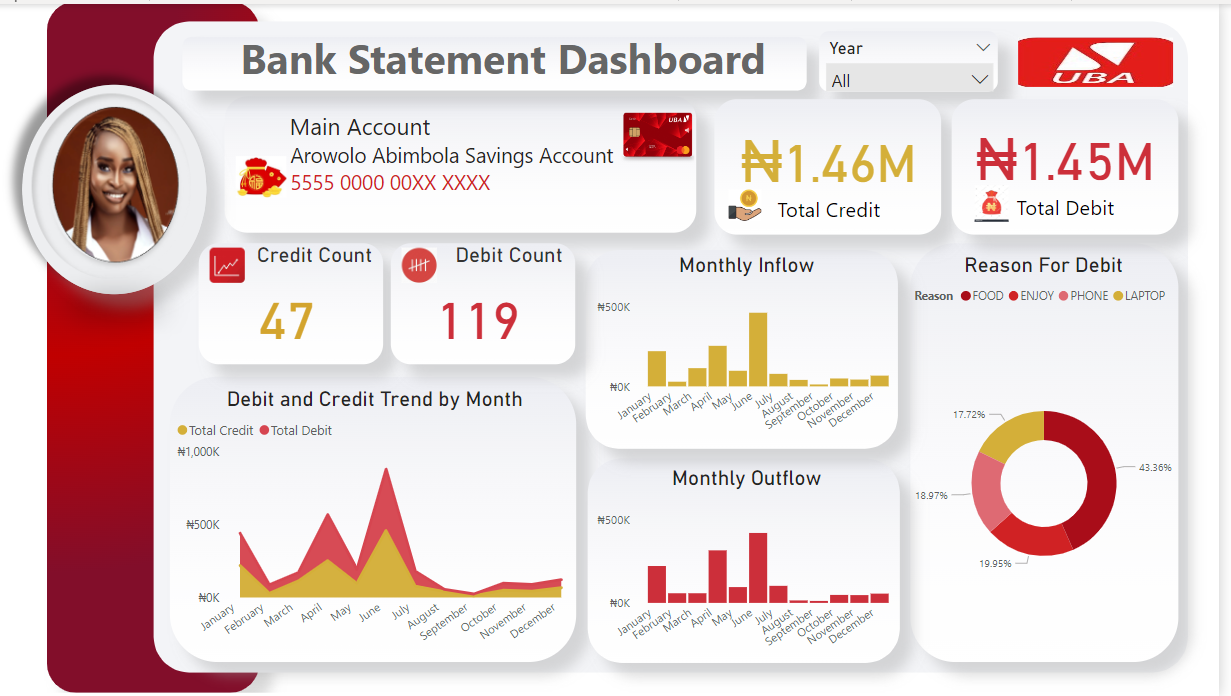 Bank Statement Dashboard
Year
All
UBA
Main Account
Arowolo Abimbola Savings Account
5555 0000 00XX XXXX
UBA
₦1.46M
Total Credit
₦1.45M
Total Debit
Credit Count
47
Debit Count
119
Monthly Inflow
₦500K
₦0K
January
February
March
April
May
June
July
August
September
October
November
December
Reason For Debit
Reason FOOD ENJOY PHONE LAPTOP
17.72%
43.36%
18.97%
19.95%
Debit and Credit Trend by Month
Total Credit Total Debit
₦1,000K
₦500K
₦0K
January
February
March
April
May
June
July
August
September
October
November
December
Monthly Outflow
₦500K
₦0K
January
February
March
April
May
June
July
August
September
October
November
December